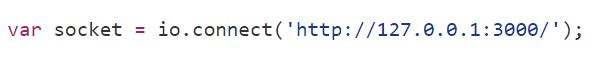 var socket = io.connect('http://127.0.0.1:3000/');